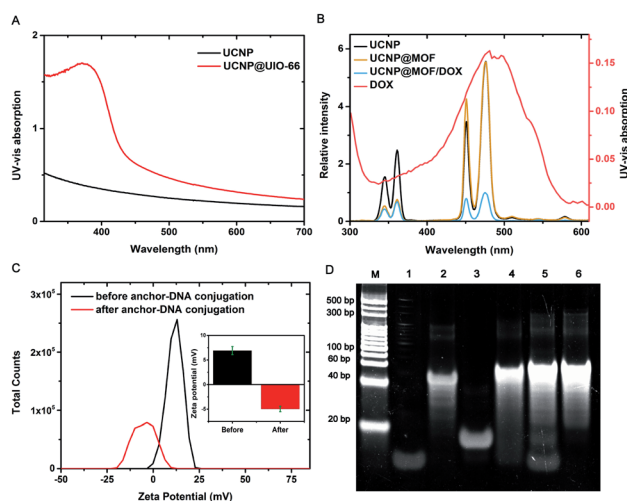 A
UCNP
UCNP@UIO-66
UV-vis absorption
2
1
0
400 500 600 700
Wavelength (nm)
B
UCNP
UCNP@MOF
UCNP@MOF/DOX
DOX
Relative intensity
6
4
2
0
300 400 500 600
Wavelength (nm)
0.15
0.10
0.05
0.00
UV-vis absorption
C
before anchor-DNA conjugation
after anchor-DNA conjugation
Total Counts
3x10⁵
2x10⁵
1x10⁵
0
-50 -25 0 25 50 75
Zeta Potential (mV)
Zeta potential (mV)
10
5
0
-5
Before After
D
M 1 2 3 4 5 6
500 bp
300 bp
100 bp
60 bp
40 bp
20 bp